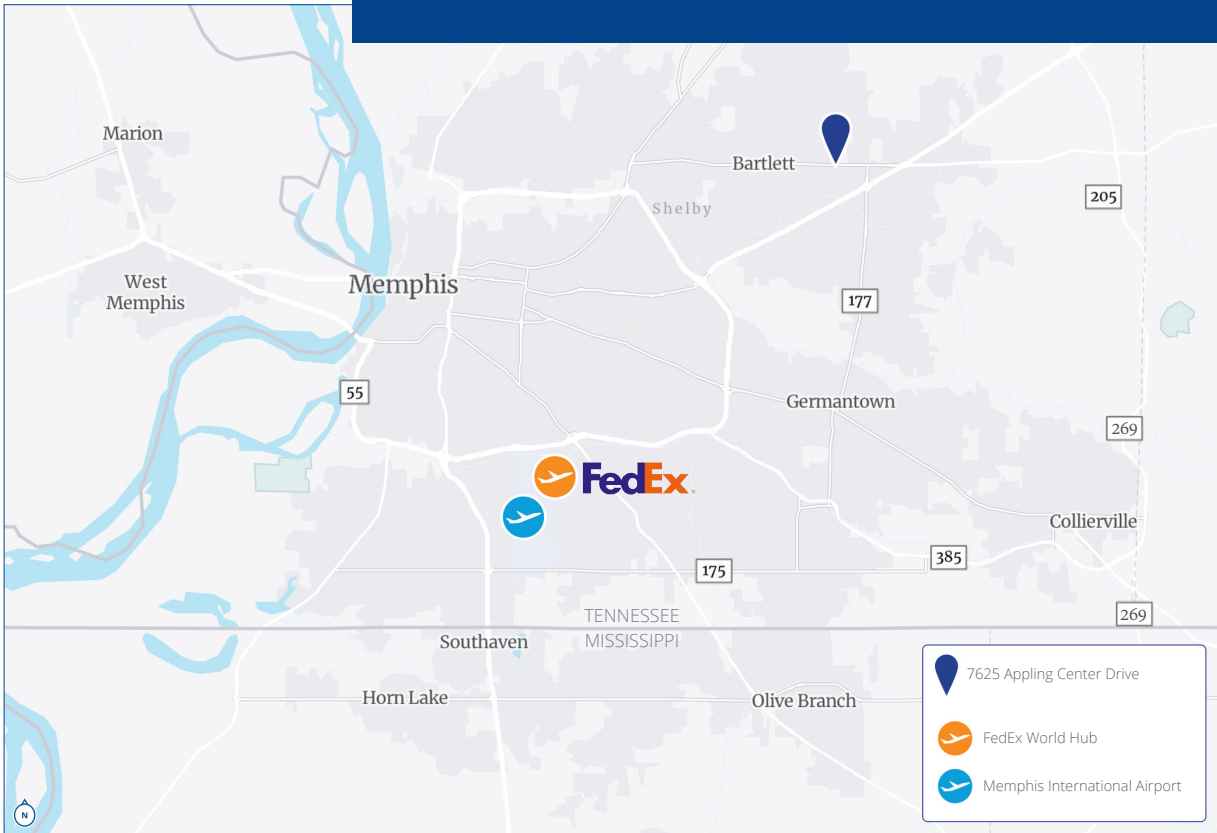 Marion
Bartlett
205
Shelby
West
Memphis
Memphis
177
55
Germantown
269
FedEx.
Collierville
385
175
TENNESSEE
MISSISSIPPI
269
Southaven
Horn Lake
Olive Branch
7625 Appling Center Drive
FedEx World Hub
Memphis International Airport
N